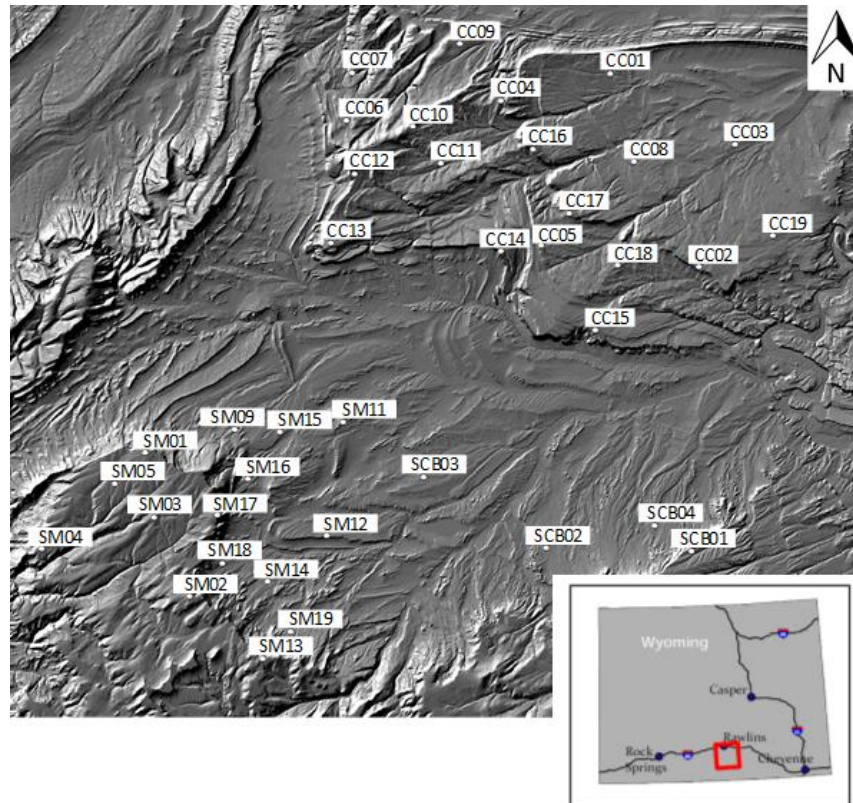 CC09
CC07
CC01
N
CC04
CC06
CC10
CC16
CC03
CC11
CC08
CC12
CC17
CC19
CC13
CC14
CC05
CC18
CC02
CC15
SM11
SM09
SM15
SM01
SM05
SM16
SCB03
SM03
SM17
SM12
SCB04
SM04
SM18
SCB02
SCB01
SM14
SM02
SM19
SM13
Wyoming
Casper
Rawlins
Rock
Springs
Cheyenne